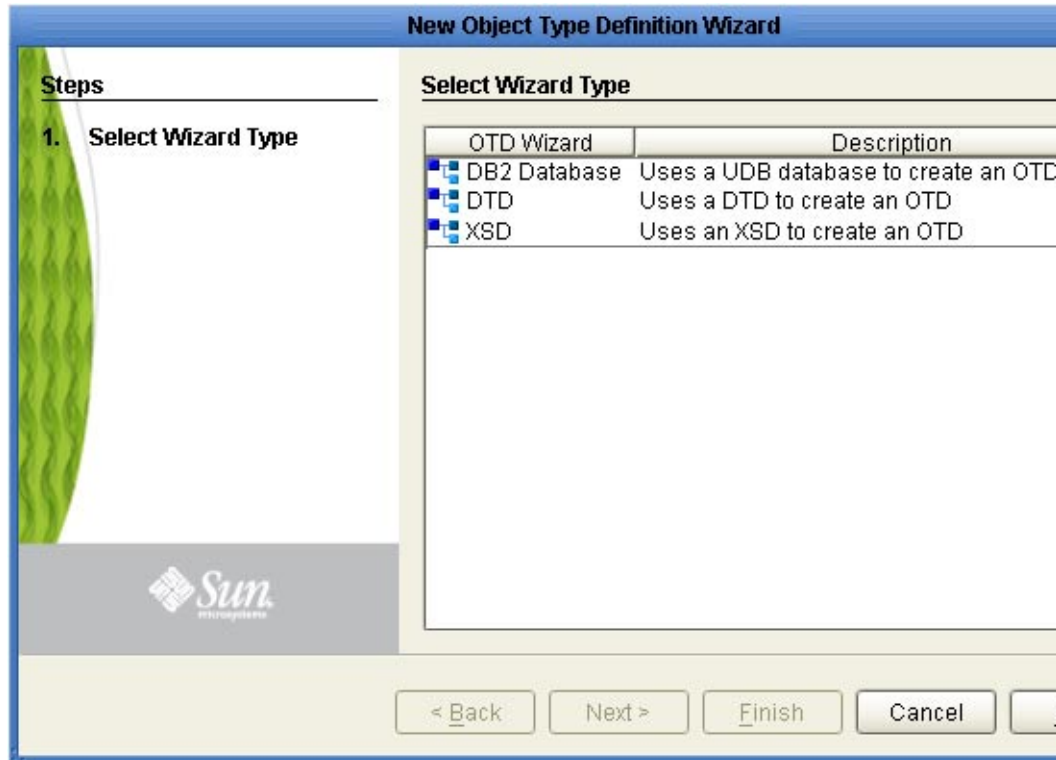 New Object Type Definition Wizard
Steps
1. Select Wizard Type
Select Wizard Type
OTD Wizard Description
DB2 Database Uses a UDB database to create an OTD
DTD Uses a DTD to create an OTD
XSD Uses an XSD to create an OTD
Sun
microsystems
< Back Next > Finish Cancel